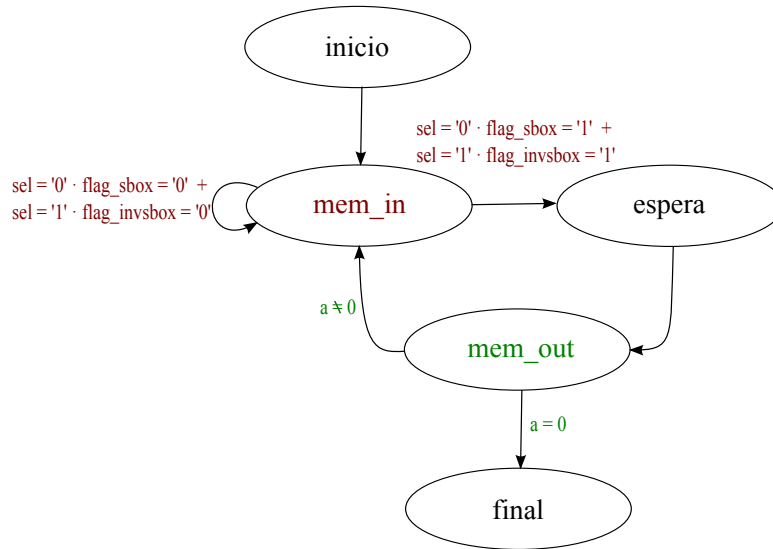 inicio
sel = '0' · flag_sbox = '1' +
sel = '1' · flag_invsbox = '1'
sel = '0' · flag_sbox = '0' +
sel = '1' · flag_invsbox = '0'
mem_in
espera
a ≠ 0
mem_out
a = 0
final